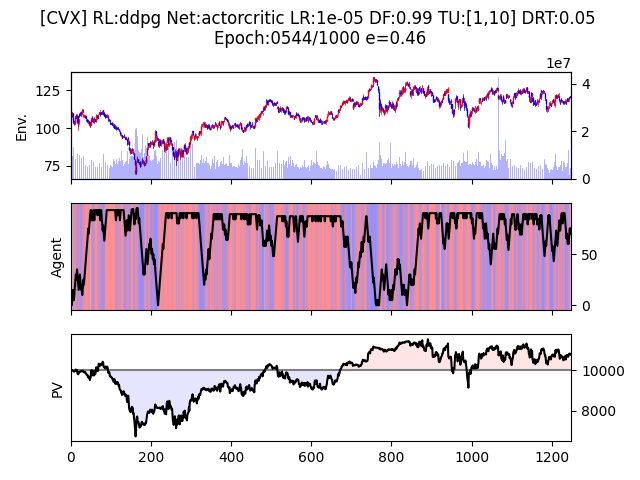 [CVX] RL:ddpg Net:actorcritic LR:1e-05 DF:0.99 TU:[1,10] DRT:0.05
Epoch:0544/1000 e=0.46
1e7
125
100
75
Env.
4
2
0
Agent
50
0
PV
10000
8000
0
200
400
600
800
1000
1200